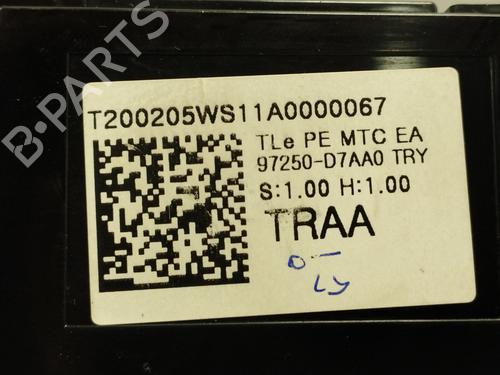 T200205WS11A0000067
TLe PE MTC EA
97250-D7AA0 TRY
S:1.00 H:1.00
TRAA
B-PARTS